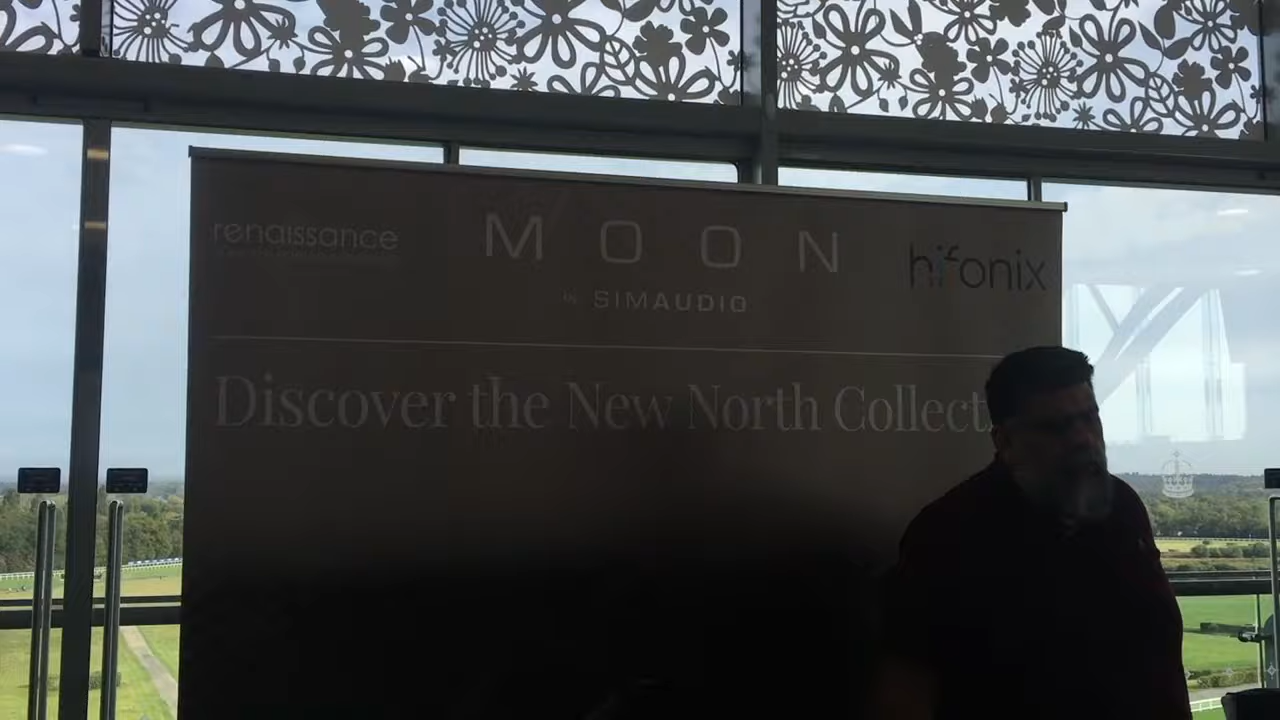 renaissance
MOON
hifonix
by SIMAUDIO
Discover the New North Collect